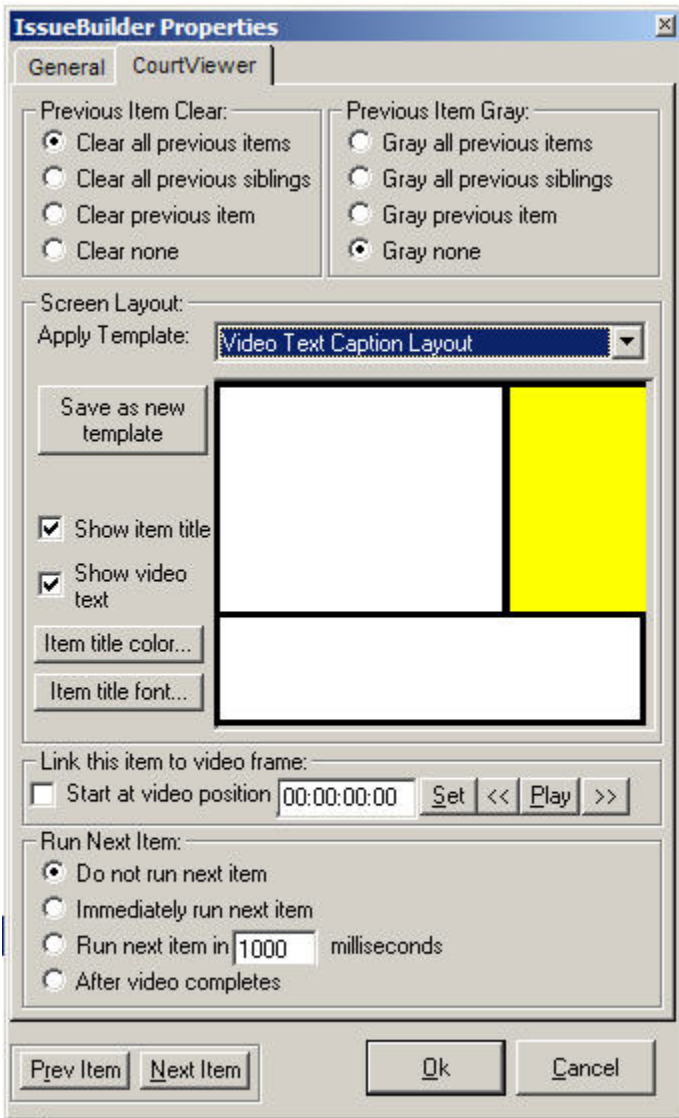 IssueBuilder Properties
General CourtViewer
Previous Item Clear:
Clear all previous items
Clear all previous siblings
Clear previous item
Clear none
Previous Item Gray:
Gray all previous items
Gray all previous siblings
Gray previous item
Gray none
Screen Layout:
Apply Template: Video Text Caption Layout
Save as new
template
Show item title
Show video
text
Item title color...
Item title font...
Link this item to video frame:
Start at video position 00:00:00:00 Set << Play >>
Run Next Item:
Do not run next item
Immediately run next item
Run next item in 1000 milliseconds
After video completes
Prev Item Next Item Ok Cancel